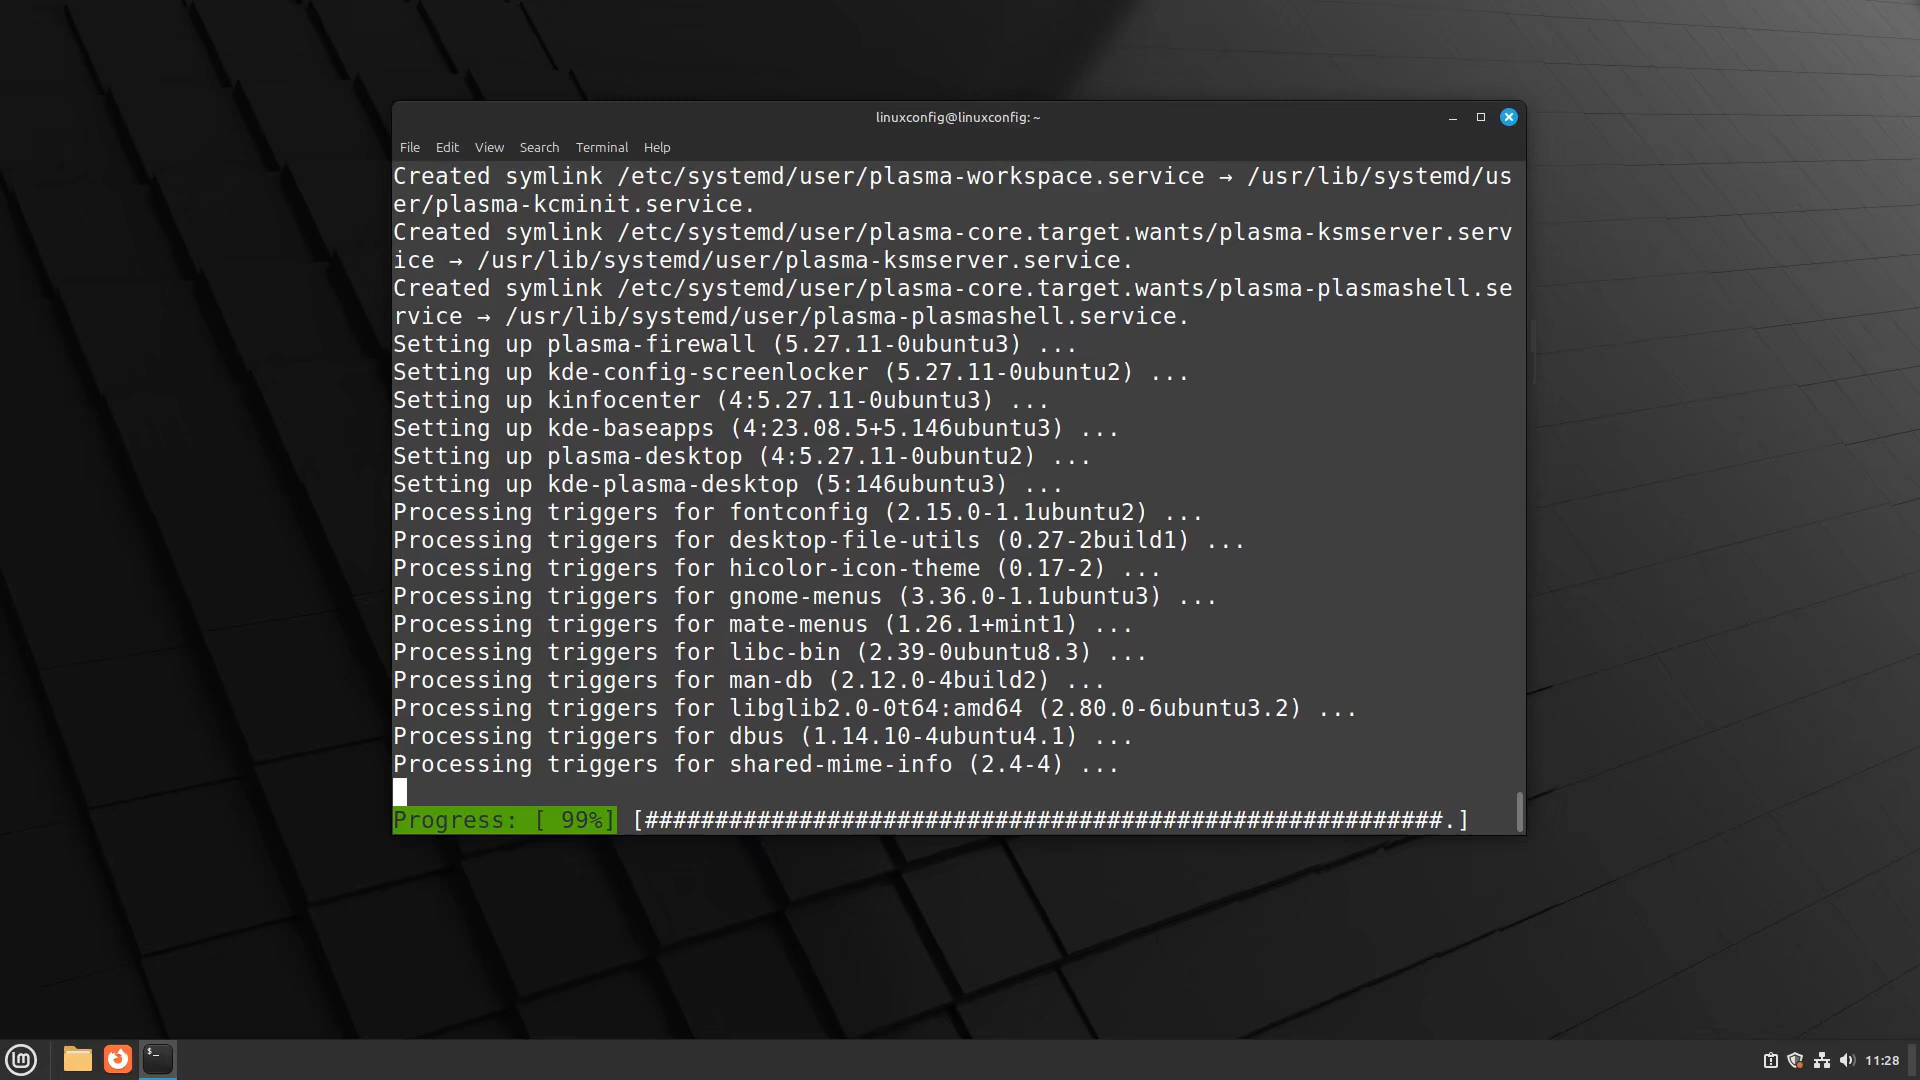 linuxconfig@linuxconfig: ~
File Edit View Search Terminal Help
Created symlink /etc/systemd/user/plasma-workspace.service → /usr/lib/systemd/us
er/plasma-kcminit.service.
Created symlink /etc/systemd/user/plasma-core.target.wants/plasma-ksmserver.serv
ice → /usr/lib/systemd/user/plasma-ksmserver.service.
Created symlink /etc/systemd/user/plasma-core.target.wants/plasma-plasmashell.se
rvice → /usr/lib/systemd/user/plasma-plasmashell.service.
Setting up plasma-firewall (5.27.11-0ubuntu3) ...
Setting up kde-config-screenlocker (5.27.11-0ubuntu2) ...
Setting up kinfocenter (4:5.27.11-0ubuntu3) ...
Setting up kde-baseapps (4:23.08.5+5.146ubuntu3) ...
Setting up plasma-desktop (4:5.27.11-0ubuntu2) ...
Setting up kde-plasma-desktop (5:146ubuntu3) ...
Processing triggers for fontconfig (2.15.0-1.1ubuntu2) ...
Processing triggers for desktop-file-utils (0.27-2build1) ...
Processing triggers for hicolor-icon-theme (0.17-2) ...
Processing triggers for gnome-menus (3.36.0-1.1ubuntu3) ...
Processing triggers for mate-menus (1.26.1+mint1) ...
Processing triggers for libc-bin (2.39-0ubuntu8.3) ...
Processing triggers for man-db (2.12.0-4build2) ...
Processing triggers for libglib2.0-0t64:amd64 (2.80.0-6ubuntu3.2) ...
Processing triggers for dbus (1.14.10-4ubuntu4.1) ...
Processing triggers for shared-mime-info (2.4-4) ...
Progress: [ 99%] [#########################################################.]
11:28